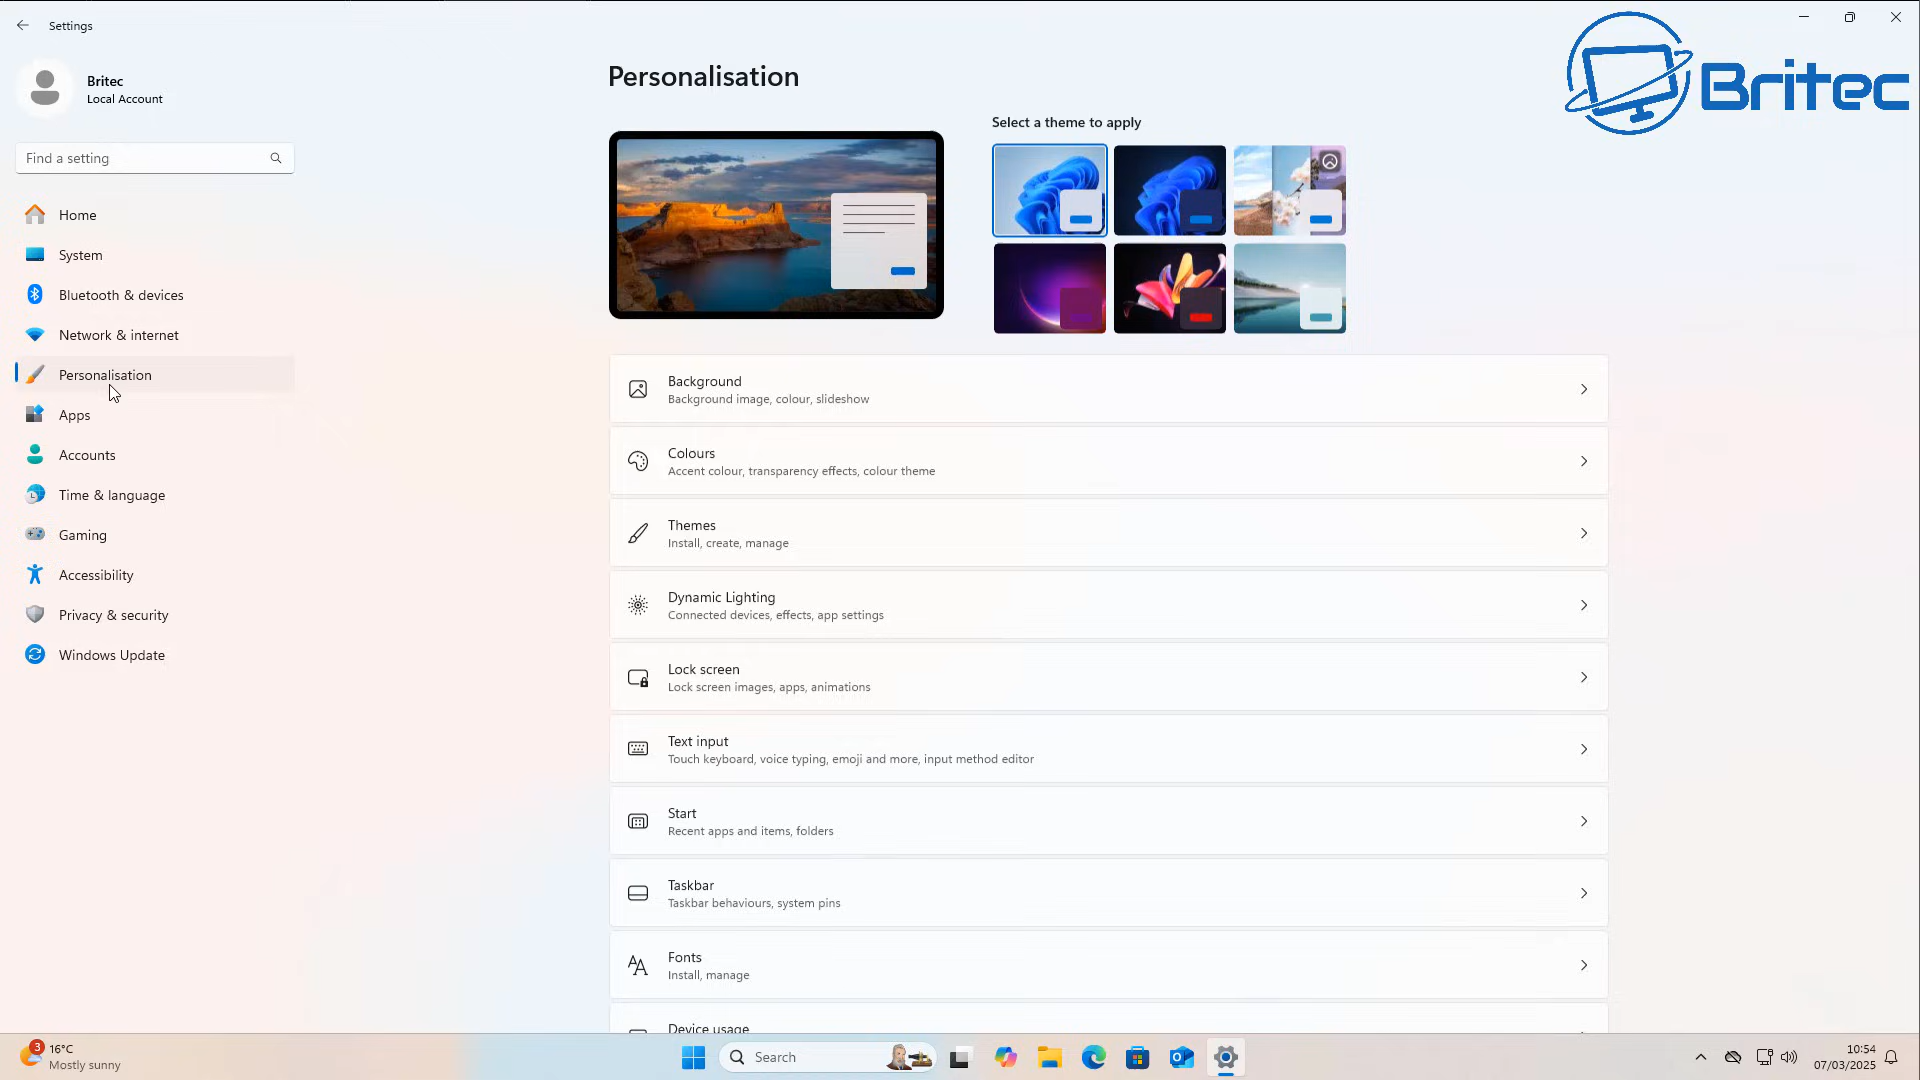 Settings
Britec
Local Account
Find a setting
Home
System
Bluetooth & devices
Network & internet
Personalisation
Apps
Accounts
Time & language
Gaming
Accessibility
Privacy & security
Windows Update
Personalisation
Select a theme to apply
Britec
Background
Background image, colour, slideshow
Colours
Accent colour, transparency effects, colour theme
Themes
Install, create, manage
Dynamic Lighting
Connected devices, effects, app settings
Lock screen
Lock screen images, apps, animations
Text input
Touch keyboard, voice typing, emoji and more, input method editor
Start
Recent apps and items, folders
Taskbar
Taskbar behaviours, system pins
Fonts
Install, manage
Device usage
3
16°C
Mostly sunny
Search
10:54
07/03/2025